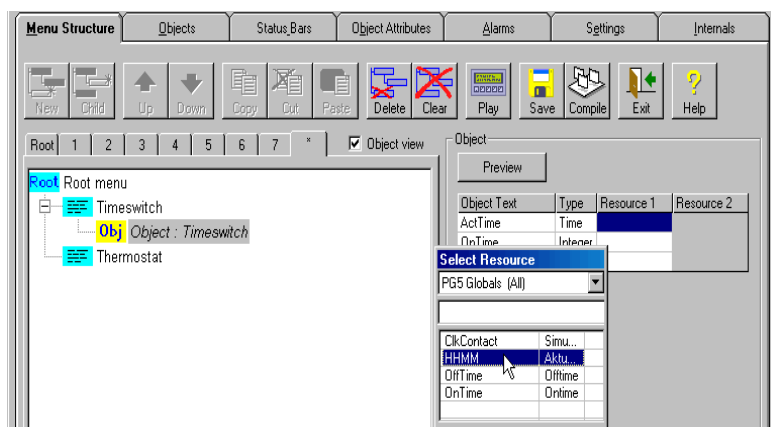 Menu Structure Objects Status Bars Object Attributes Alarms Settings Internals
New Child Up Down Copy Cut Paste Delete Clear Play Save Compile Exit Help
Root 1 2 3 4 5 6 7 * Object view
Object
Preview
Root Root menu
Timeswitch
Obj Object : Timeswitch
Thermostat
Object Text Type Resource 1 Resource 2
ActTime Time
OnTime Integer
Select Resource
PG5 Globals (All)
ClkContact Simu...
HHMM Aktu...
OffTime Offtime
OnTime Ontime